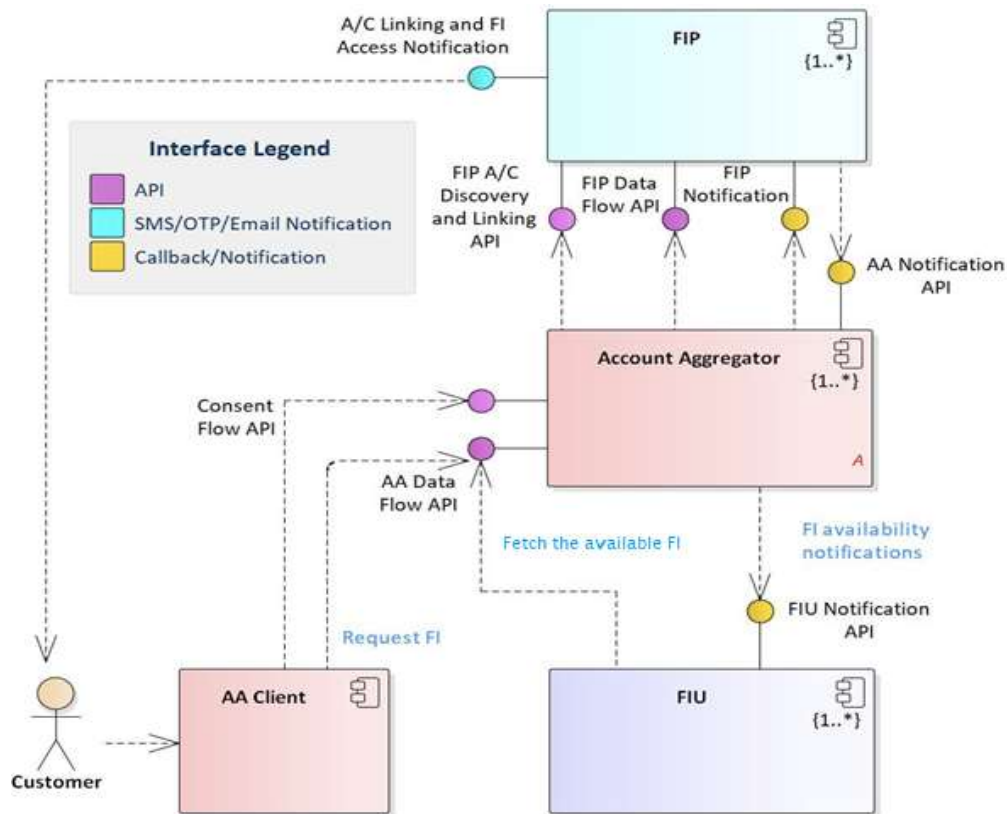 A/C Linking and FI
Access Notification
FIP
{1..*}
Interface Legend
API
SMS/OTP/Email Notification
Callback/Notification
FIP A/C
Discovery
and Linking
API
FIP Data
Flow API
FIP
Notification
AA Notification
API
Account Aggregator
{1..*}
A
Consent
Flow API
AA Data
Flow API
Fetch the available FI
FI availability
notifications
Request FI
FIU Notification
API
AA Client
FIU
{1..*}
Customer